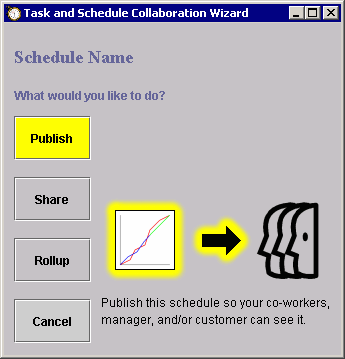 Task and Schedule Collaboration Wizard
Schedule Name
What would you like to do?
Publish
Share
Rollup
Cancel
Publish this schedule so your co-workers,
manager, and/or customer can see it.